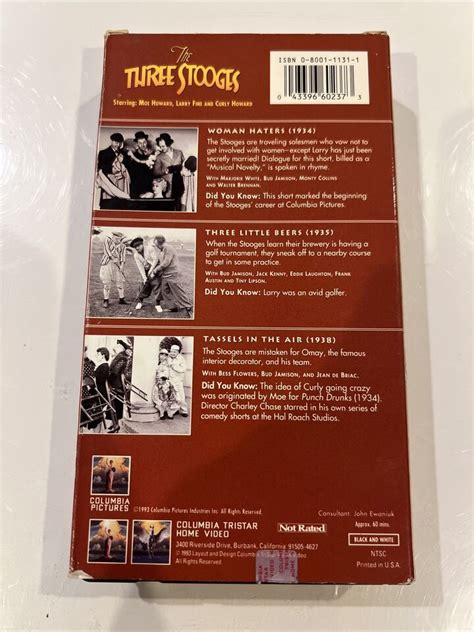 The
THREE STOOGES
Starring: Moe Howard, Larry Fine and Curly Howard
ISBN 0-8001-1131-1
0 43396 60237 3
WOMAN HATERS (1934)
The Stooges are traveling salesmen who vow not to
get involved with women—except Larry has just been
secretly married! Dialogue for this short, billed as a
"Musical Novelty," is spoken in rhyme.
With Marjorie White, Bud Jamison, Monty Collins
and Walter Brennan.
Did You Know: This short marked the beginning
of the Stooges' career at Columbia Pictures.
THREE LITTLE BEERS (1935)
When the Stooges learn their brewery is having a
golf tournament, they sneak off to a nearby course
to get in some practice.
With Bud Jamison, Jack Kenny, Eddie Laughton, Frank
Austin and Tiny Lipson.
Did You Know: Larry was an avid golfer.
TASSELS IN THE AIR (1938)
The Stooges are mistaken for Omay, the famous
interior decorator, and his team.
With Bess Flowers, Bud Jamison, and Jean De Briac.
Did You Know: The idea of Curly going crazy
was originated by Moe for Punch Drunks (1934).
Director Charley Chase starred in his own series of
comedy shorts at the Hal Roach Studios.
COLUMBIA
PICTURES
©1993 Columbia Pictures Industries Inc. All Rights Reserved.
Consultant: John Ewaniuk
COLUMBIA TRISTAR
HOME VIDEO
3400 Riverside Drive, Burbank, California 91505-4627
© 1993 Layout and Design Columbia Video
All Rights Reserved.
Not Rated
Approx. 60 mins.
BLACK AND WHITE
NTSC
Printed in U.S.A.